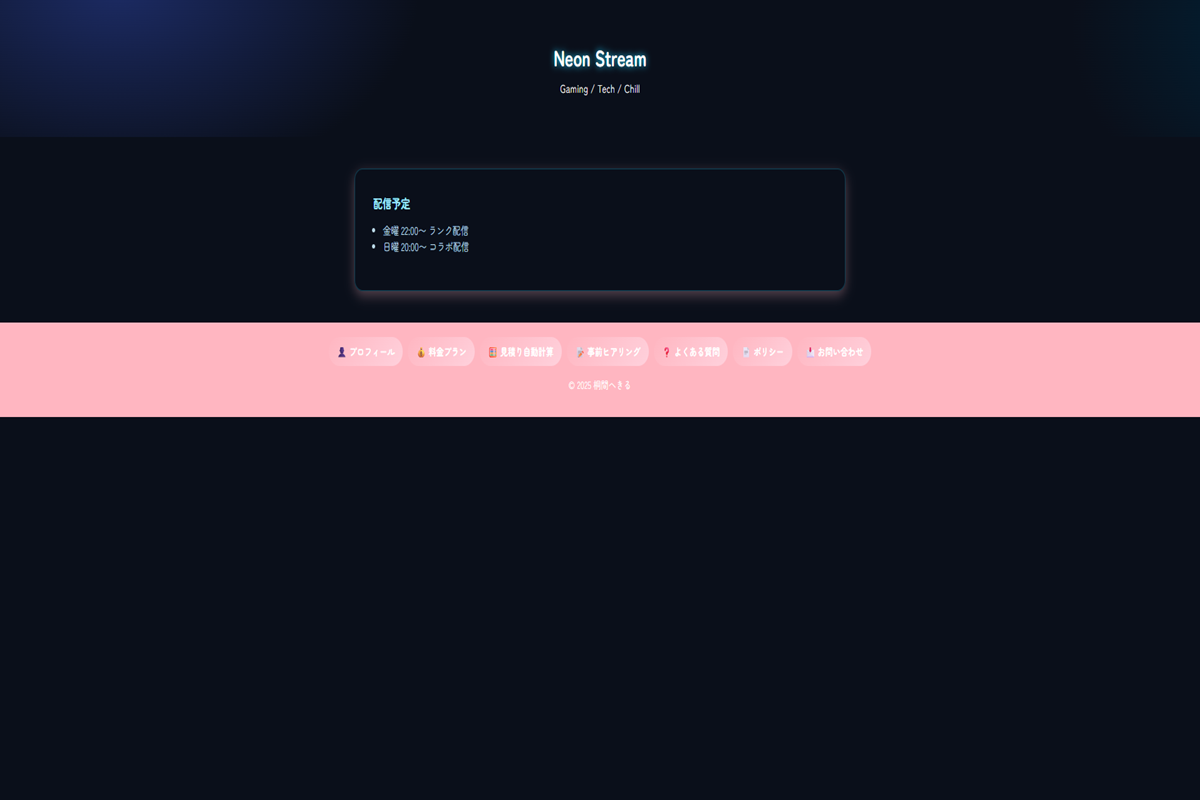 Neon Stream
Gaming / Tech / Chill
配信予定
• 金曜 22:00〜 ランク配信
• 日曜 20:00〜 コラボ配信
プロフィール 料金プラン 見積り自動計算 事前ヒアリング よくある質問 ポリシー お問い合わせ
© 2025 桐間へきる